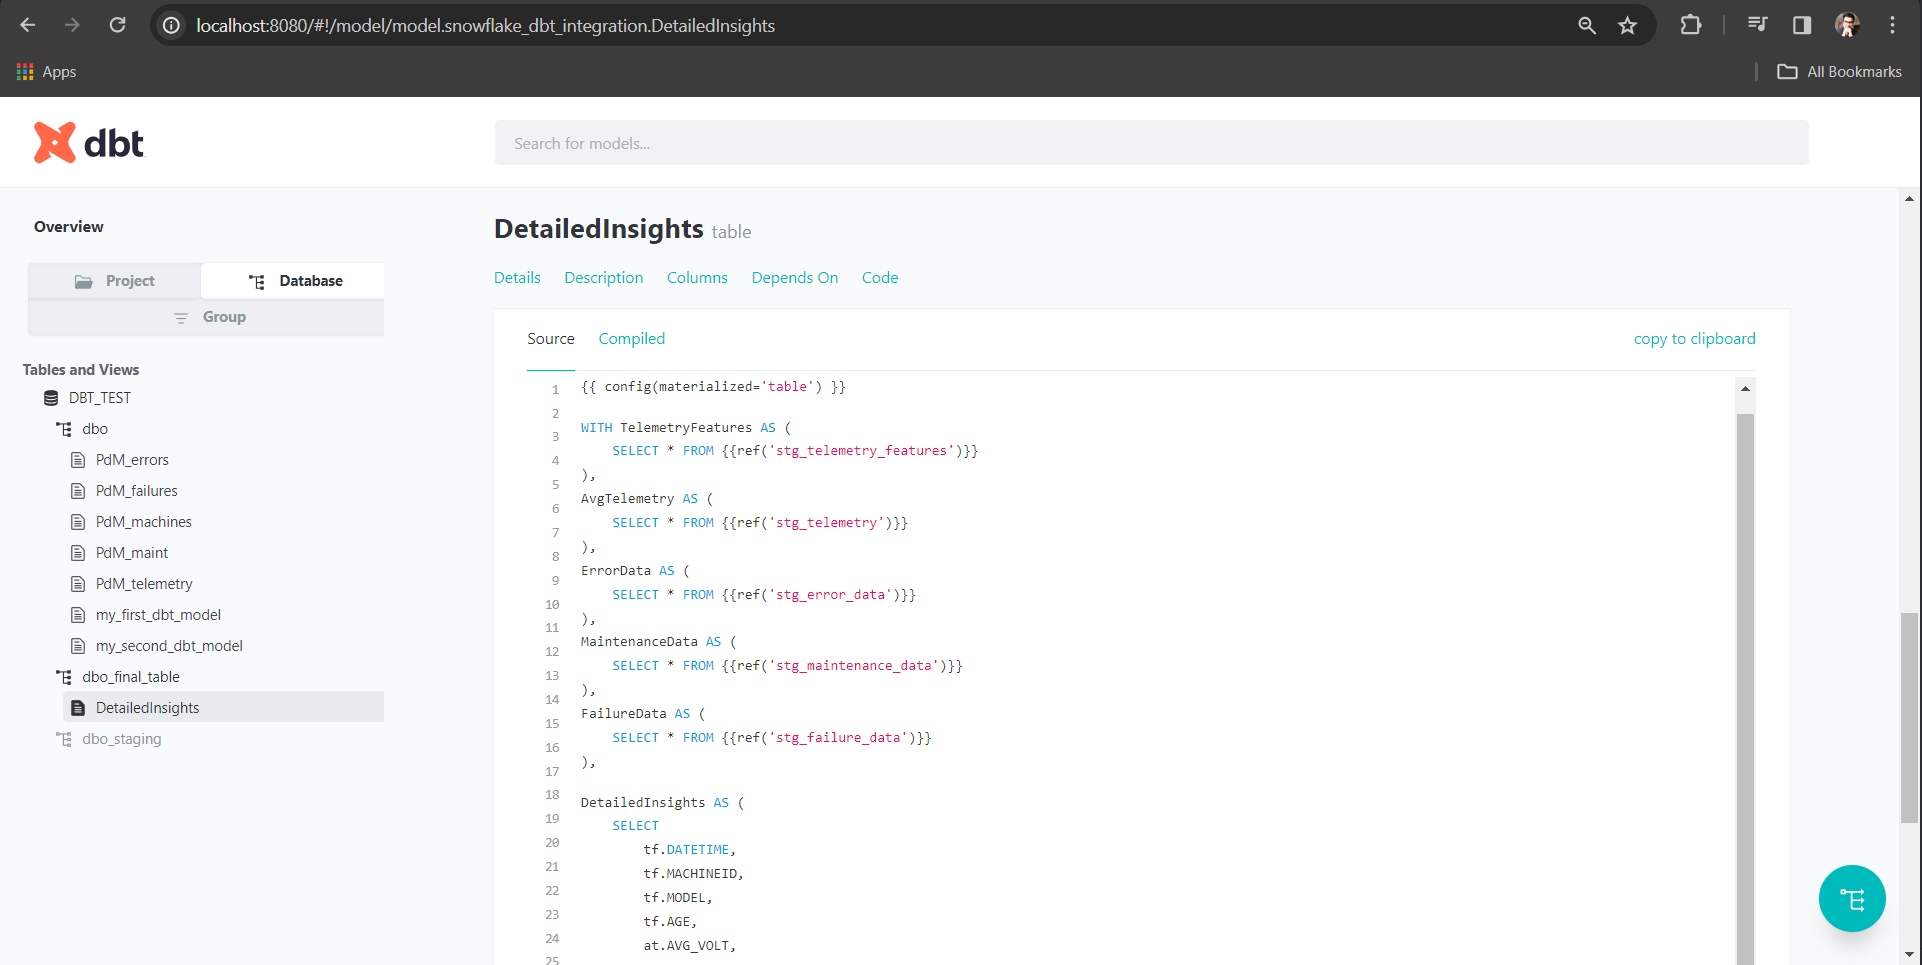 localhost:8080/#!/model/model.snowflake_dbt_integration.DetailedInsights
Apps
All Bookmarks
dbt
Search for models...
Overview
Project
Database
Group
Tables and Views
DBT_TEST
dbo
PdM_errors
PdM_failures
PdM_machines
PdM_maint
PdM_telemetry
my_first_dbt_model
my_second_dbt_model
dbo_final_table
DetailedInsights
dbo_staging
DetailedInsights table
Details Description Columns Depends On Code
Source Compiled copy to clipboard
1 {{ config(materialized='table') }}
2
3 WITH TelemetryFeatures AS (
4 SELECT * FROM {{ref('stg_telemetry_features')}}
5 ),
6 AvgTelemetry AS (
7 SELECT * FROM {{ref('stg_telemetry')}}
8 ),
9 ErrorData AS (
10 SELECT * FROM {{ref('stg_error_data')}}
11 ),
12 MaintenanceData AS (
13 SELECT * FROM {{ref('stg_maintenance_data')}}
14 ),
15 FailureData AS (
16 SELECT * FROM {{ref('stg_failure_data')}}
17 ),
18
19 DetailedInsights AS (
20 SELECT
21 tf.DATETIME,
22 tf.MACHINEID,
23 tf.MODEL,
24 tf.AGE,
25 at.AVG_VOLT,